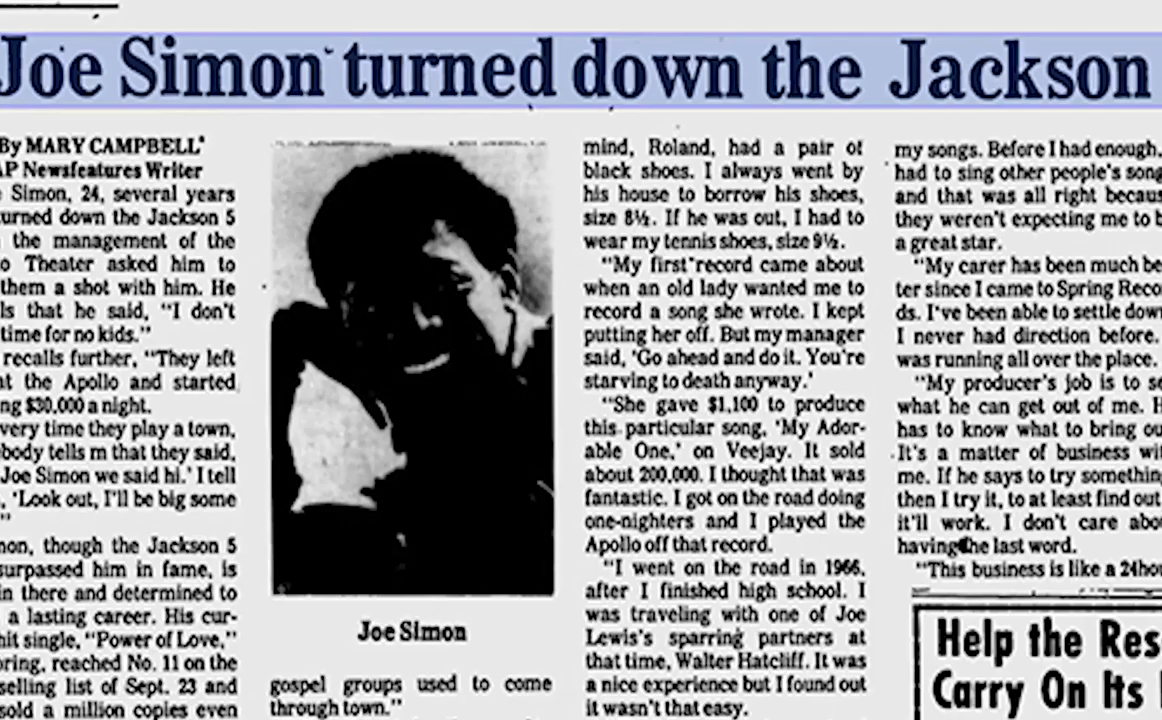 Joe Simon turned down the Jackson
By MARY CAMPBELL
AP Newsfeatures Writer
Simon, 24, several years
turned down the Jackson 5
the management of the
Theater asked him to
them a shot with him. He
that he said, "I don't
time for no kids."
recalls further, "They left
at the Apollo and started
$30,000 a night.
very time they play a town,
body tells m that they said,
Joe Simon we said hi.' I tell
'Look out, I'll be big some
"
mon, though the Jackson 5
surpassed him in fame, is
in there and determined to
a lasting career. His cur-
hit single, "Power of Love,"
reached No. 11 on the
selling list of Sept. 23 and
sold a million copies even
Joe Simon
gospel groups used to come
through town."
mind, Roland, had a pair of
black shoes. I always went by
his house to borrow his shoes,
size 8½. If he was out, I had to
wear my tennis shoes, size 9½.
"My first record came about
when an old lady wanted me to
record a song she wrote. I kept
putting her off. But my manager
said, 'Go ahead and do it. You're
starving to death anyway.'
"She gave $1,100 to produce
this particular song, 'My Ador-
able One,' on Veejay. It sold
about 200,000. I thought that was
fantastic. I got on the road doing
one-nighters and I played the
Apollo off that record.
"I went on the road in 1966,
after I finished high school. I
was traveling with one of Joe
Lewis's sparring partners at
that time, Walter Hatcliff. It was
a nice experience but I found out
it wasn't that easy.
my songs. Before I had enough,
had to sing other people's song
and that was all right becaus
they weren't expecting me to b
a great star.
"My carer has been much be
ter since I came to Spring Recor
ds. I've been able to settle down
I never had direction before.
was running all over the place.
"My producer's job is to se
what he can get out of me. H
has to know what to bring ou
It's a matter of business wit
me. If he says to try something
then I try it, to at least find out
it'll work. I don't care abou
having the last word.
"This business is like a 24hou
Help the Res
Carry On Its